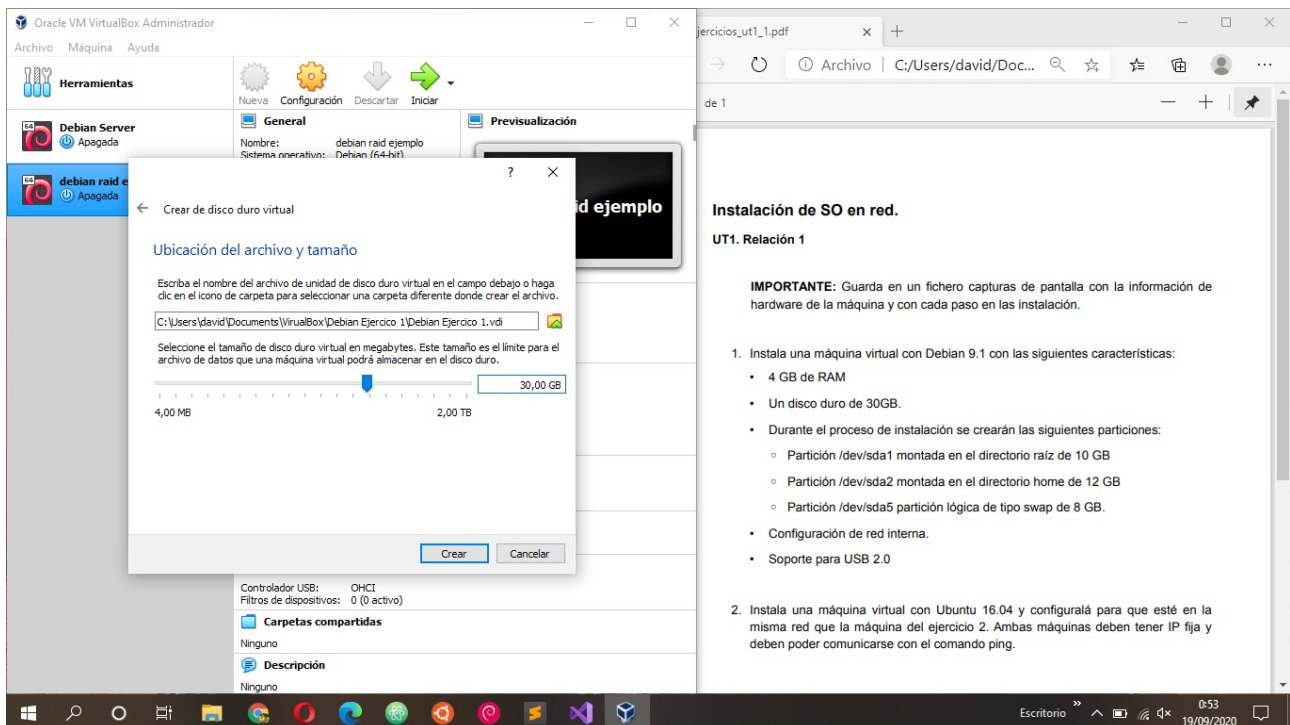 Oracle VM VirtualBox Administrador
Archivo Máquina Ayuda
Herramientas
Nueva Configuración Descartar Iniciar
64 Debian Server
Apagada
64 debian raid e
Apagada
General
Nombre: debian raid ejemplo
Sistema operativo: Debian (64-bit)
Previsualización
id ejemplo
? ×
← Crear de disco duro virtual
Ubicación del archivo y tamaño
Escriba el nombre del archivo de unidad de disco duro virtual en el campo debajo o haga
clic en el icono de carpeta para seleccionar una carpeta diferente donde crear el archivo.
C:\Users\david\Documents\VirualBox\Debian Ejercico 1\Debian Ejercico 1.vdi
Seleccione el tamaño de disco duro virtual en megabytes. Este tamaño es el límite para el
archivo de datos que una máquina virtual podrá almacenar en el disco duro.
30,00 GB
4,00 MB 2,00 TB
Crear Cancelar
Controlador USB: OHCI
Filtros de dispositivos: 0 (0 activo)
Carpetas compartidas
Ninguno
Descripción
Ninguno
jercicios_ut1_1.pdf
Archivo | C:/Users/david/Doc...
de 1
Instalación de SO en red.
UT1. Relación 1
IMPORTANTE: Guarda en un fichero capturas de pantalla con la información de
hardware de la máquina y con cada paso en las instalación.
1. Instala una máquina virtual con Debian 9.1 con las siguientes características:
• 4 GB de RAM
• Un disco duro de 30GB.
• Durante el proceso de instalación se crearán las siguientes particiones:
◦ Partición /dev/sda1 montada en el directorio raíz de 10 GB
◦ Partición /dev/sda2 montada en el directorio home de 12 GB
◦ Partición /dev/sda5 partición lógica de tipo swap de 8 GB.
• Configuración de red interna.
• Soporte para USB 2.0
2. Instala una máquina virtual con Ubuntu 16.04 y configuralá para que esté en la
misma red que la máquina del ejercicio 2. Ambas máquinas deben tener IP fija y
deben poder comunicarse con el comando ping.
Escritorio » 0:53
19/09/2020